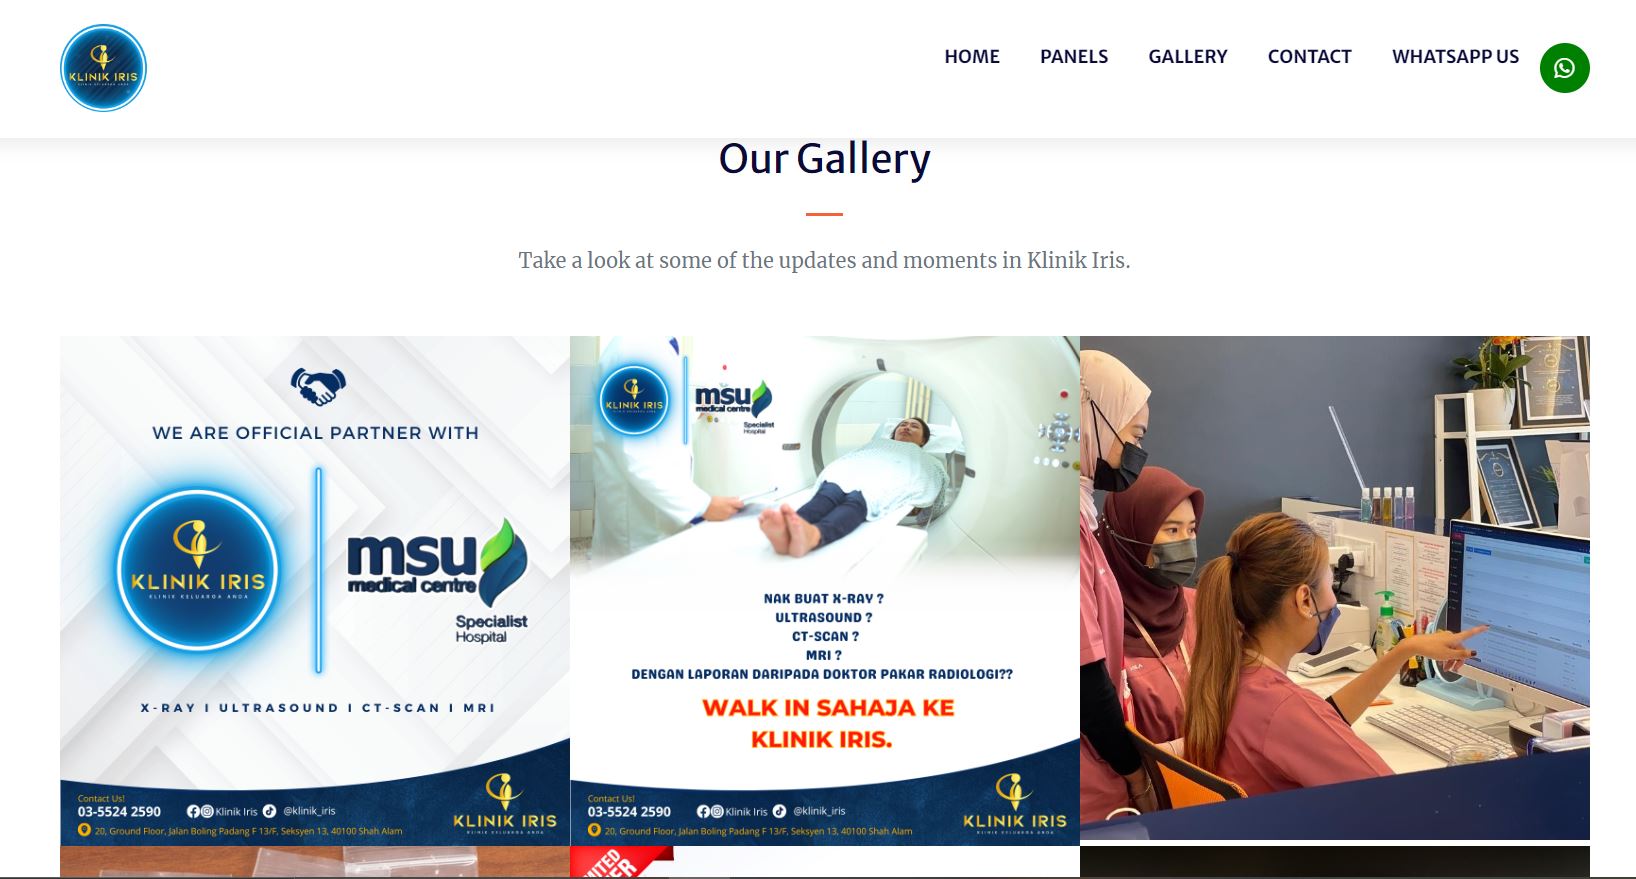 KLINIK IRIS
HOME
PANELS
GALLERY
CONTACT
WHATSAPP US
Our Gallery
Take a look at some of the updates and moments in Klinik Iris.
WE ARE OFFICIAL PARTNER WITH
KLINIK IRIS
KLINIK KELUARGA ANDA
msu
medical centre
Specialist
Hospital
X-RAY I ULTRASOUND I CT-SCAN I MRI
Contact Us!
03-5524 2590
Klinik Iris
@klinik_iris
20, Ground Floor, Jalan Boling Padang F 13/F, Seksyen 13, 40100 Shah Alam
KLINIK IRIS
KLINIK KELUARGA ANDA
KLINIK IRIS
msu
medical centre
Specialist
Hospital
NAK BUAT X-RAY ?
ULTRASOUND ?
CT-SCAN ?
MRI ?
DENGAN LAPORAN DARIPADA DOKTOR PAKAR RADIOLOGI??
WALK IN SAHAJA KE
KLINIK IRIS.
Contact Us!
03-5524 2590
Klinik Iris
@klinik_iris
20, Ground Floor, Jalan Boling Padang F 13/F, Seksyen 13, 40100 Shah Alam
KLINIK IRIS
KLINIK KELUARGA ANDA